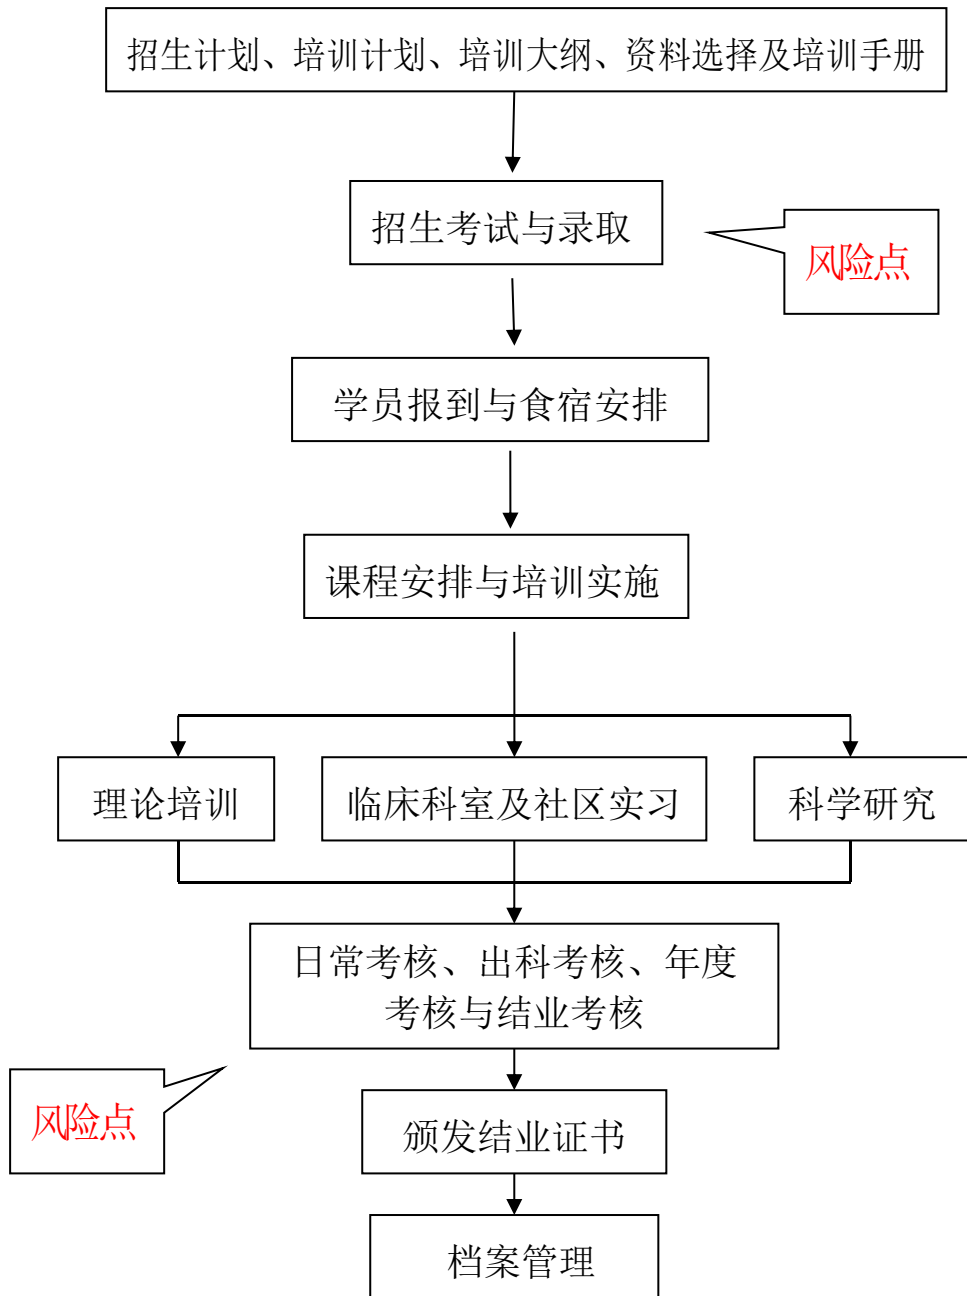 招生计划、培训计划、培训大纲、资料选择及培训手册
招生考试与录取
风险点
学员报到与食宿安排
课程安排与培训实施
理论培训
临床科室及社区实习
科学研究
日常考核、出科考核、年度
考核与结业考核
风险点
颁发结业证书
档案管理